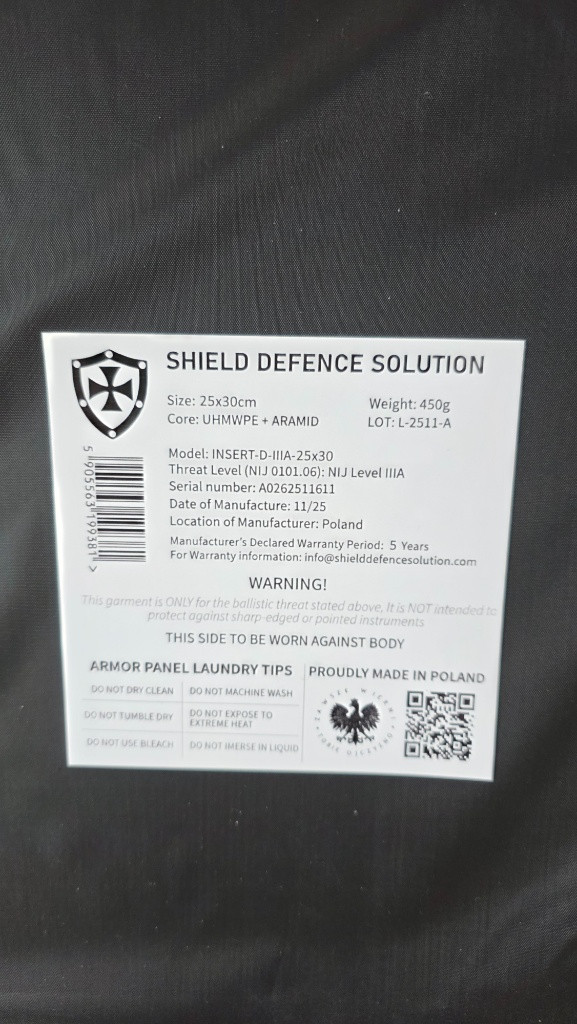 SHIELD DEFENCE SOLUTION
Size: 25x30cm
Weight: 450g
Core: UHMWPE + ARAMID
LOT: L-2511-A
5 905563 199381 >
Model: INSERT-D-IIIA-25x30
Threat Level (NIJ 0101.06): NIJ Level IIIA
Serial number: A0262511611
Date of Manufacture: 11/25
Location of Manufacturer: Poland
Manufacturer's Declared Warranty Period: 5 Years
For Warranty information: info@shielddefencesolution.com
WARNING!
This garment is ONLY for the ballistic threat stated above, It is NOT intended to
protect against sharp-edged or pointed instruments
THIS SIDE TO BE WORN AGAINST BODY
ARMOR PANEL LAUNDRY TIPS
DO NOT DRY CLEAN
DO NOT MACHINE WASH
DO NOT TUMBLE DRY
DO NOT EXPOSE TO
EXTREME HEAT
DO NOT USE BLEACH
DO NOT IMERSE IN LIQUID
PROUDLY MADE IN POLAND